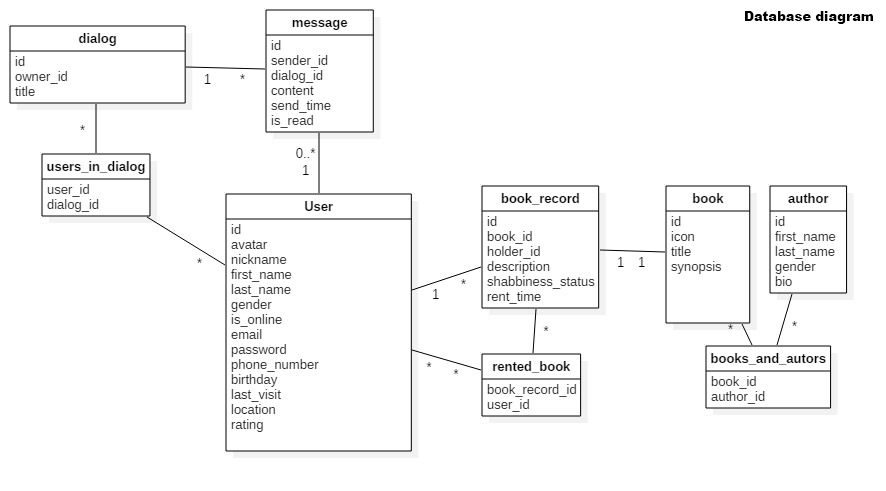 Database diagram
dialog
id
owner_id
title
1
*
message
id
sender_id
dialog_id
content
send_time
is_read
*
users_in_dialog
user_id
dialog_id
*
0..*
1
User
id
avatar
nickname
first_name
last_name
gender
is_online
email
password
phone_number
birthday
last_visit
location
rating
1
*
*
*
book_record
id
book_id
holder_id
description
shabbiness_status
rent_time
*
rented_book
book_record_id
user_id
1
1
book
id
icon
title
synopsis
*
author
id
first_name
last_name
gender
bio
*
books_and_autors
book_id
author_id